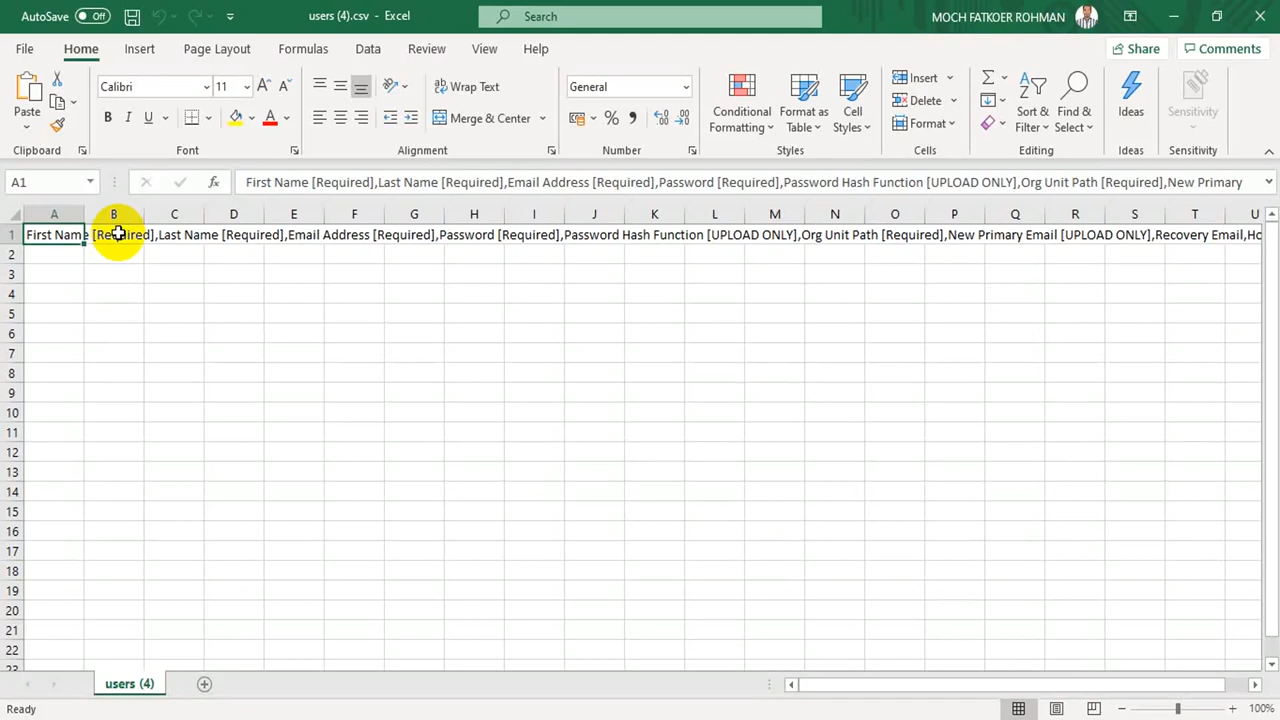 AutoSave Off users (4).csv - Excel Search MOCH FATKOER ROHMAN
File Home Insert Page Layout Formulas Data Review View Help Share Comments
Paste
Clipboard
Calibri 11
B I U
Font
Wrap Text
Merge & Center
Alignment
General
%
Number
Conditional Formatting
Format as Table
Cell Styles
Styles
Insert
Delete
Format
Cells
Sort & Filter
Find & Select
Editing
Ideas
Ideas
Sensitivity
Sensitivity
A1 fx First Name [Required],Last Name [Required],Email Address [Required],Password [Required],Password Hash Function [UPLOAD ONLY],Org Unit Path [Required],New Primary
A B C D E F G H I J K L M N O P Q R S T U
1 First Name [Required],Last Name [Required],Email Address [Required],Password [Required],Password Hash Function [UPLOAD ONLY],Org Unit Path [Required],New Primary Email [UPLOAD ONLY],Recovery Email,Ho
2
3
4
5
6
7
8
9
10
11
12
13
14
15
16
17
18
19
20
21
22
23
users (4)
Ready 100%